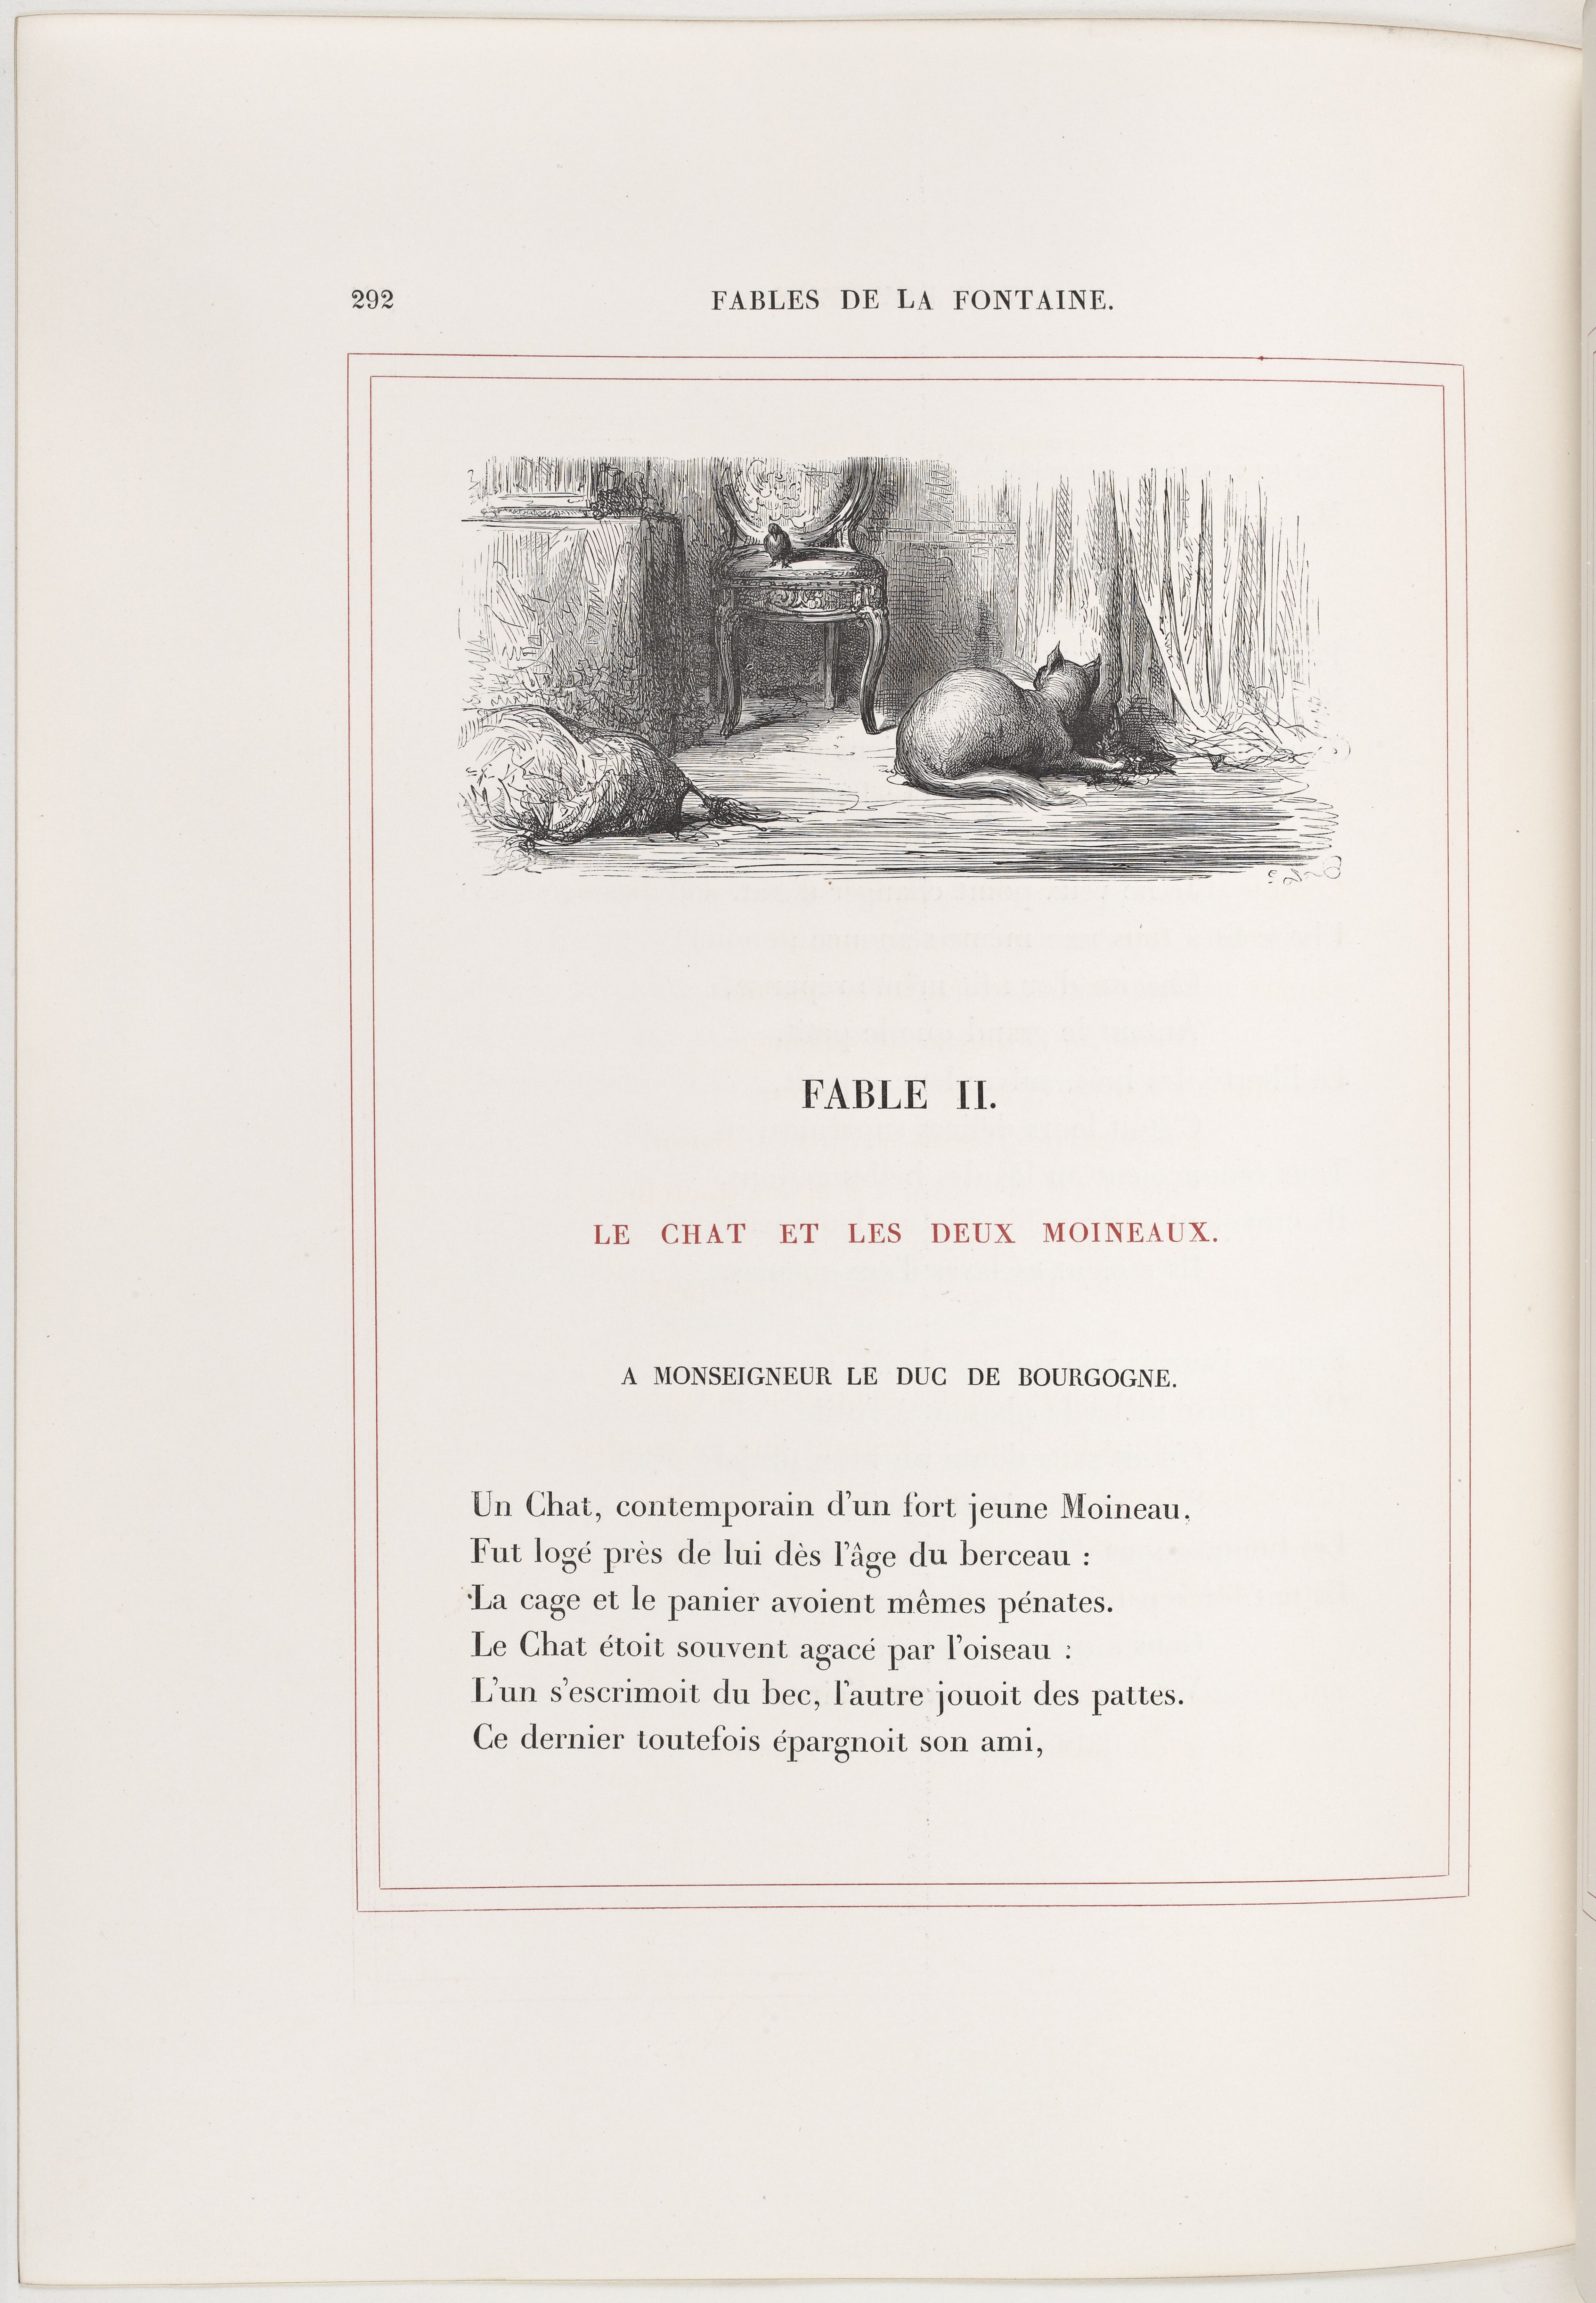 292
FABLES DE LA FONTAINE.
FABLE II.
LE CHAT ET LES DEUX MOINEAUX.
A MONSEIGNEUR LE DUC DE BOURGOGNE.
Un Chat, contemporain d'un fort jeune Moineau,
Fut logé près de lui dès l'âge du berceau :
La cage et le panier avoient mêmes pénates.
Le Chat étoit souvent agacé par l'oiseau :
L'un s'escrimoit du bec, l'autre jouoit des pattes.
Ce dernier toutefois épargnoit son ami,